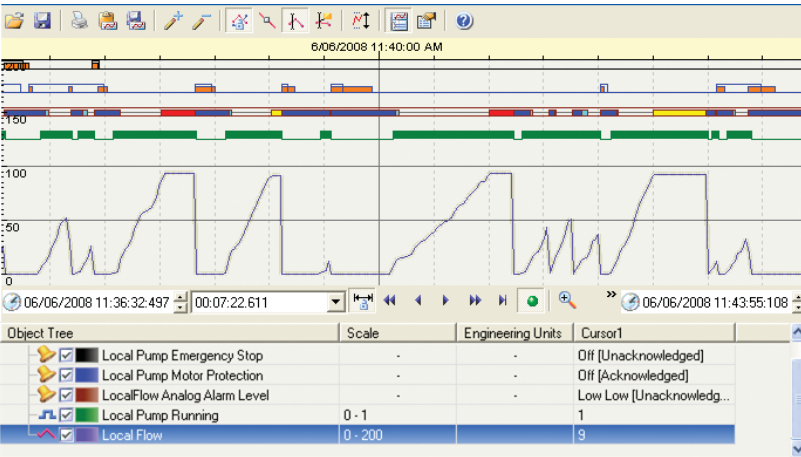 6/06/2008 11:40:00 AM
200
150
100
50
0
06/06/2008 11:36:32:497 00:07:22.611 » 06/06/2008 11:43:55:108
Object Tree Scale Engineering Units Cursor1
Local Pump Emergency Stop - - Off [Unacknowledged]
Local Pump Motor Protection - - Off [Acknowledged]
LocalFlow Analog Alarm Level - - Low Low [Unacknowledg...
Local Pump Running 0 - 1 1
Local Flow 0 - 200 9